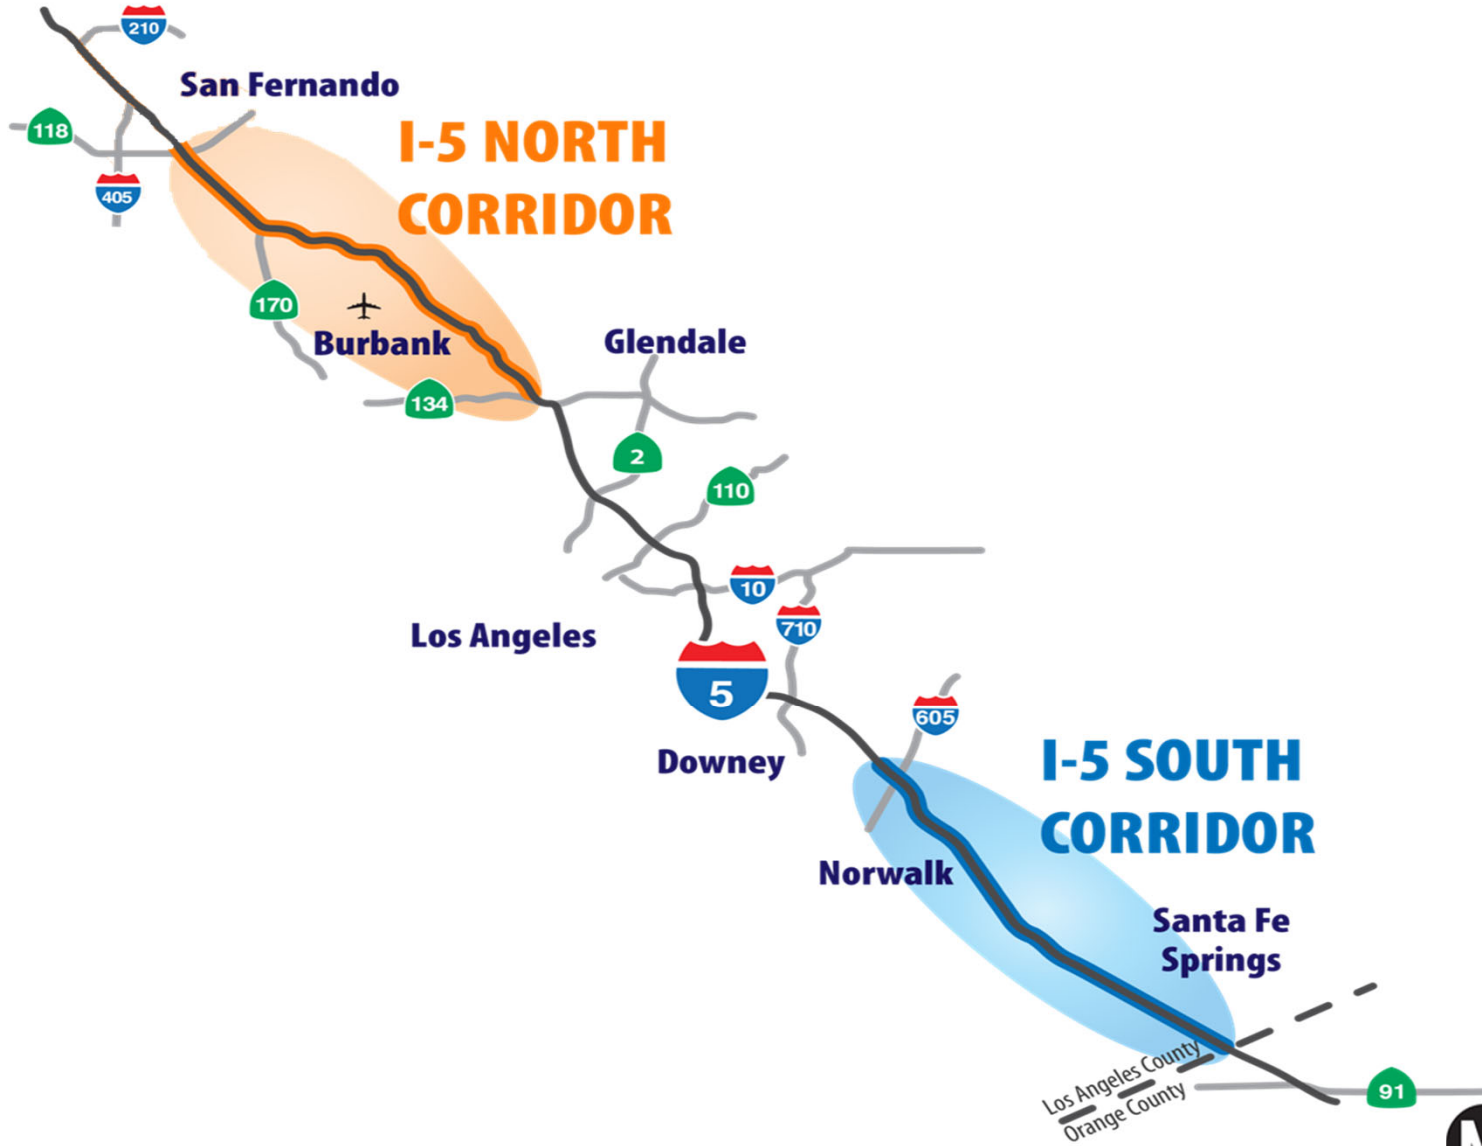 210
San Fernando
118
I-5 NORTH
CORRIDOR
405
170
Burbank
Glendale
134
2
110
10
Los Angeles
710
5
605
Downey
I-5 SOUTH
CORRIDOR
Norwalk
Santa Fe
Springs
Los Angeles County
Orange County
91